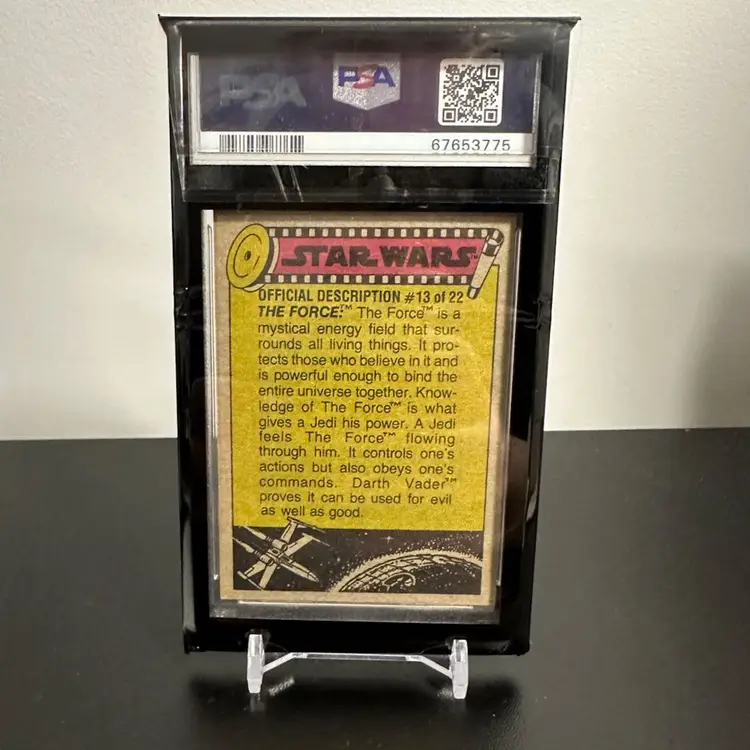 PSA
PSA
67653775
STAR WARS™
OFFICIAL DESCRIPTION #13 of 22
THE FORCE:™ The Force™ is a
mystical energy field that sur-
rounds all living things. It pro-
tects those who believe in it and
is powerful enough to bind the
entire universe together. Know-
ledge of The Force™ is what
gives a Jedi his power. A Jedi
feels The Force™ flowing
through him. It controls one's
actions but also obeys one's
commands. Darth Vader™
proves it can be used for evil
as well as good.